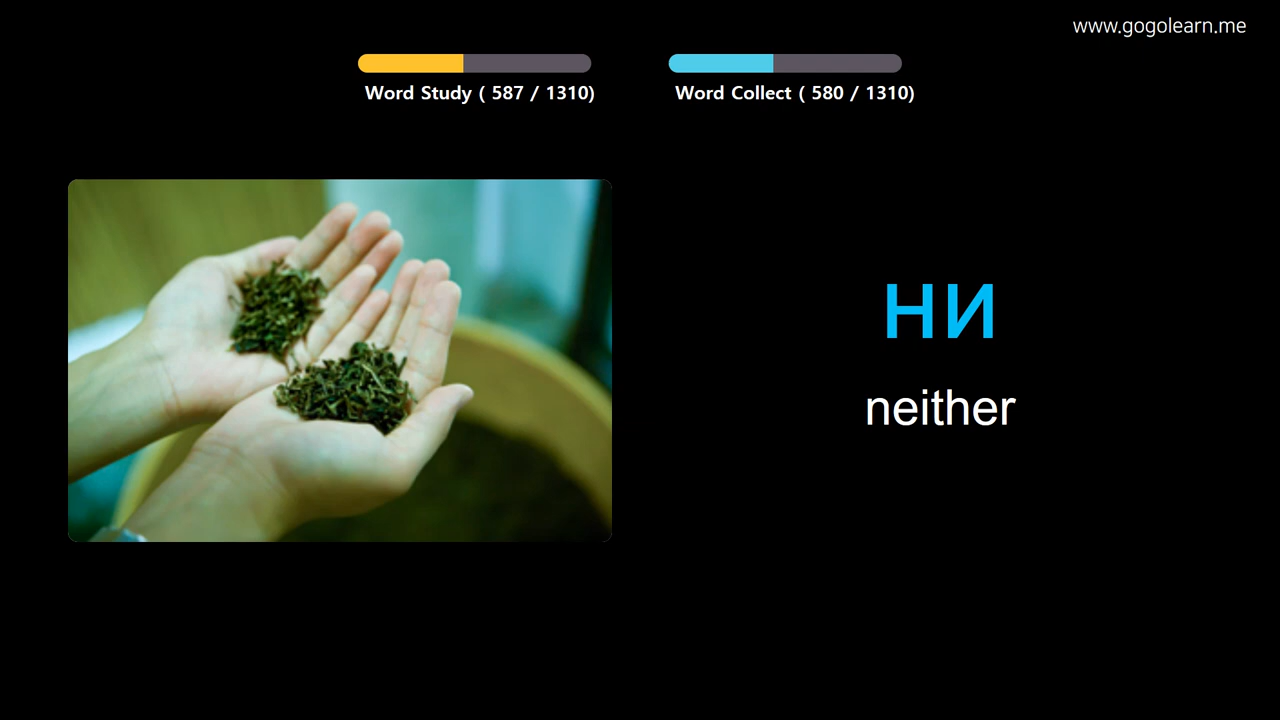 www.gogolearn.me
Word Study ( 587 / 1310)
Word Collect ( 580 / 1310)
ни
neither